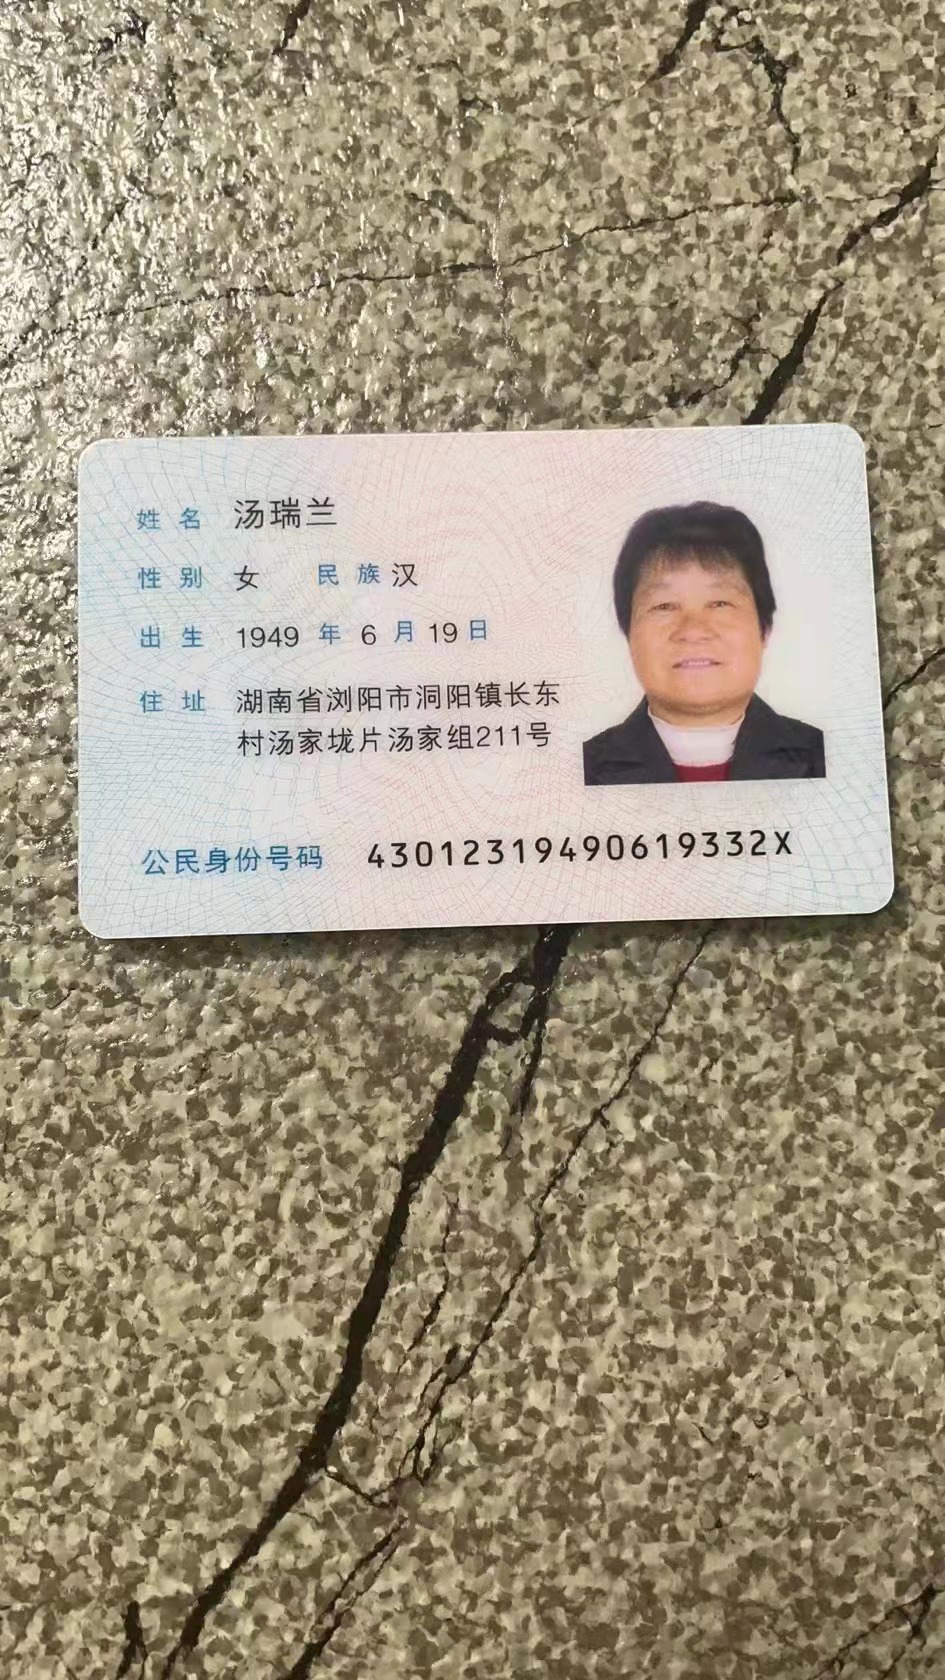 姓名 汤瑞兰
性别 女 民族 汉
出生 1949 年 6 月 19 日
住址 湖南省浏阳市洞阳镇长东
村汤家垅片汤家组211号
公民身份号码 43012319490619332X